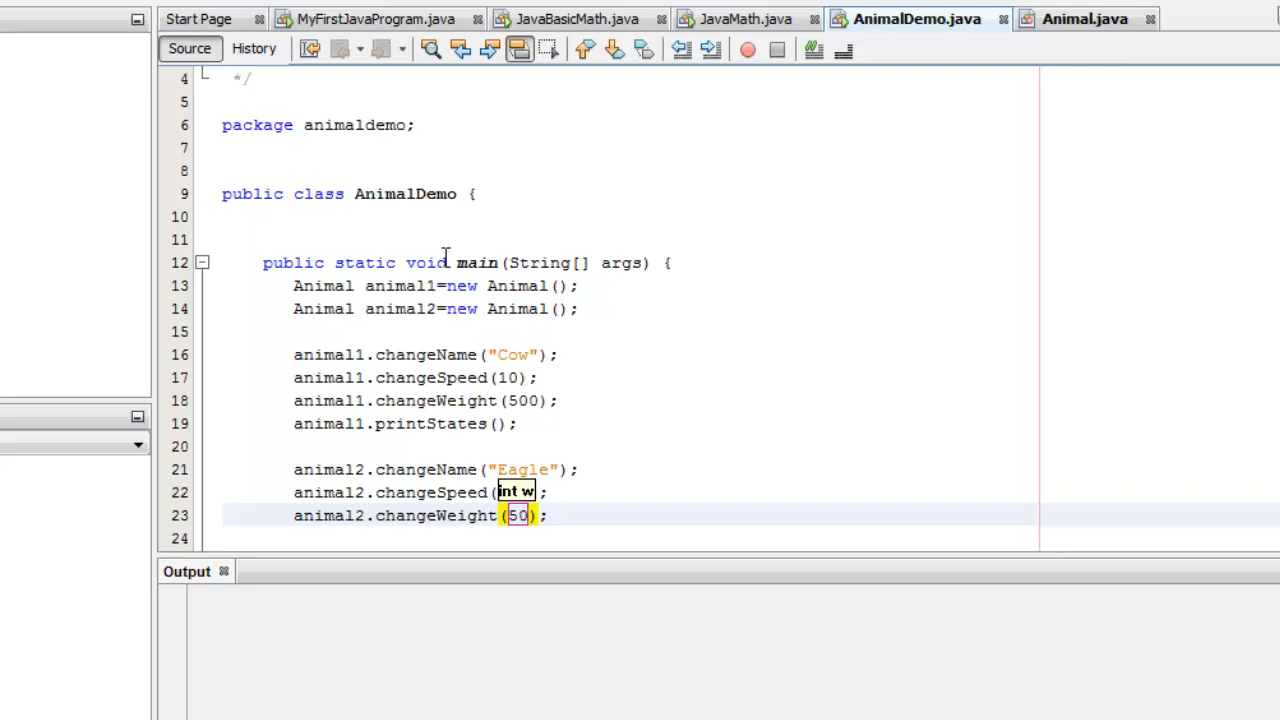 Start Page MyFirstJavaProgram.java JavaBasicMath.java JavaMath.java AnimalDemo.java Animal.java
Source History
4 */
5
6 package animaldemo;
7
8
9 public class AnimalDemo {
10
11
12 public static void main(String[] args) {
13 Animal animal1=new Animal();
14 Animal animal2=new Animal();
15
16 animal1.changeName("Cow");
17 animal1.changeSpeed(10);
18 animal1.changeWeight(500);
19 animal1.printStates();
20
21 animal2.changeName("Eagle");
22 animal2.changeSpeed(int w;
23 animal2.changeWeight(50);
24
Output